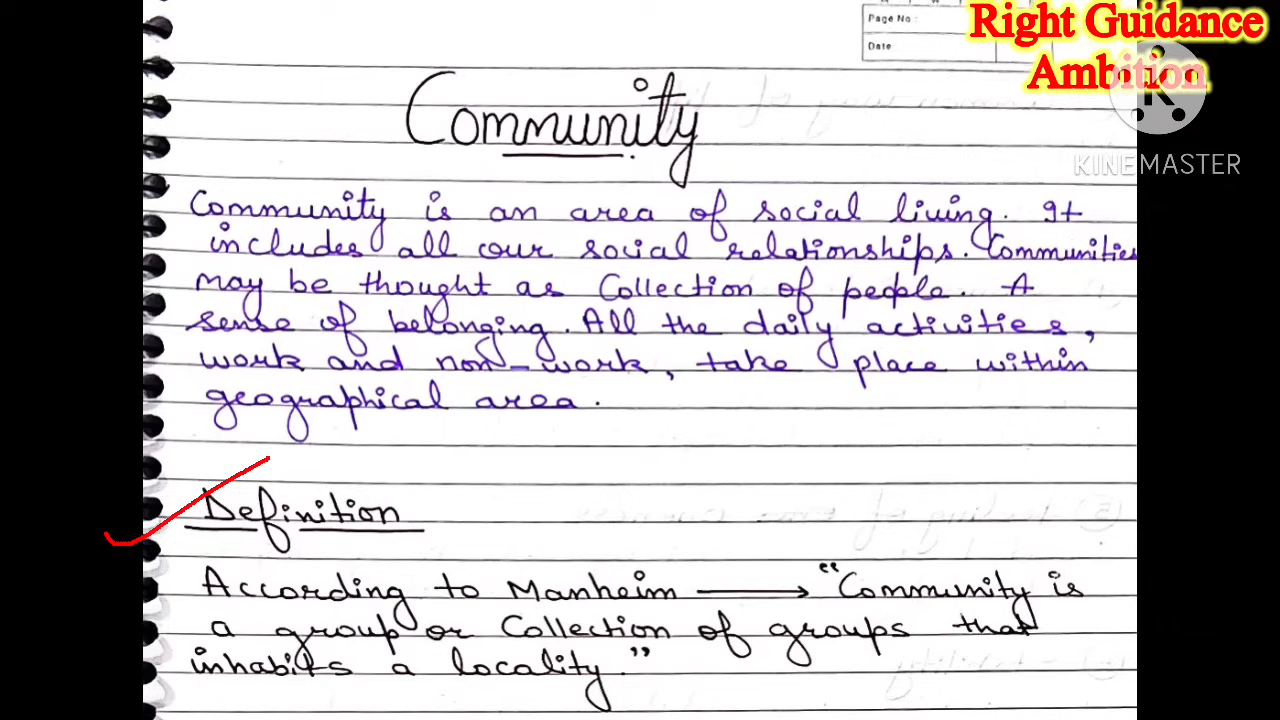 Page No :
Date
Right Guidance
Ambition
K
KINEMASTER
Community
Community is an area of social living. It
includes all our social relationships. Communities
may be thought as Collection of people. A
sense of belonging. All the daily activities,
work and non-work, take place within
geographical area.
Definition
According to Manheim → "Community is
a group or Collection of groups that
inhabits a locality."